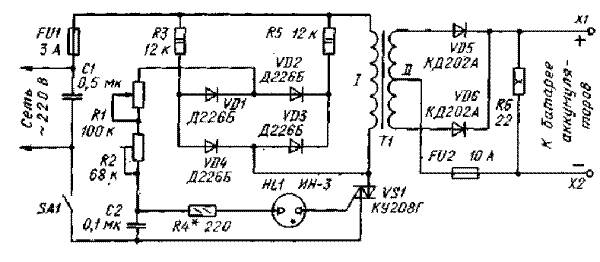 FU1
3 А
R3
12 к
R5 12 к
VD5
КД202А
X1
+
Сеть
~220 В
C1
0,5 мк
VD2
Д226Б
I
II
VD1
Д226Б
VD3
Д226Б
VD6
КД202А
R6
22
К батарее
аккумуля-
торов
R1
100 к
T1
R2
68 к
VD4
Д226Б
FU2 10 А
−
X2
SA1
HL1 ИН-3
VS1
КУ208Г
C2
0,1 мк
R4* 220